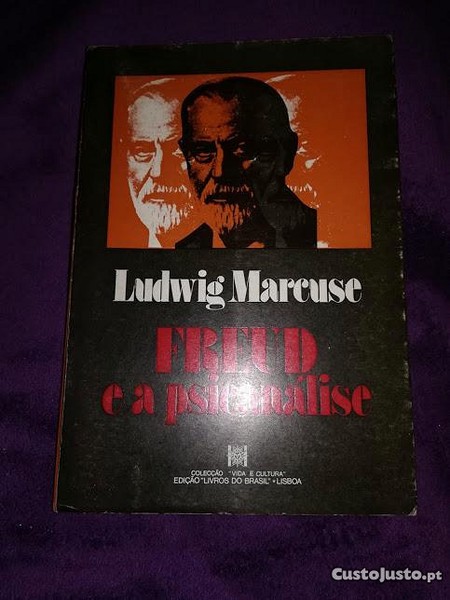 Ludwig Marcuse
FREUD
e a psicanálise
COLECÇÃO "VIDA E CULTURA"
EDIÇÃO "LIVROS DO BRASIL" • LISBOA
CustoJusto.pt